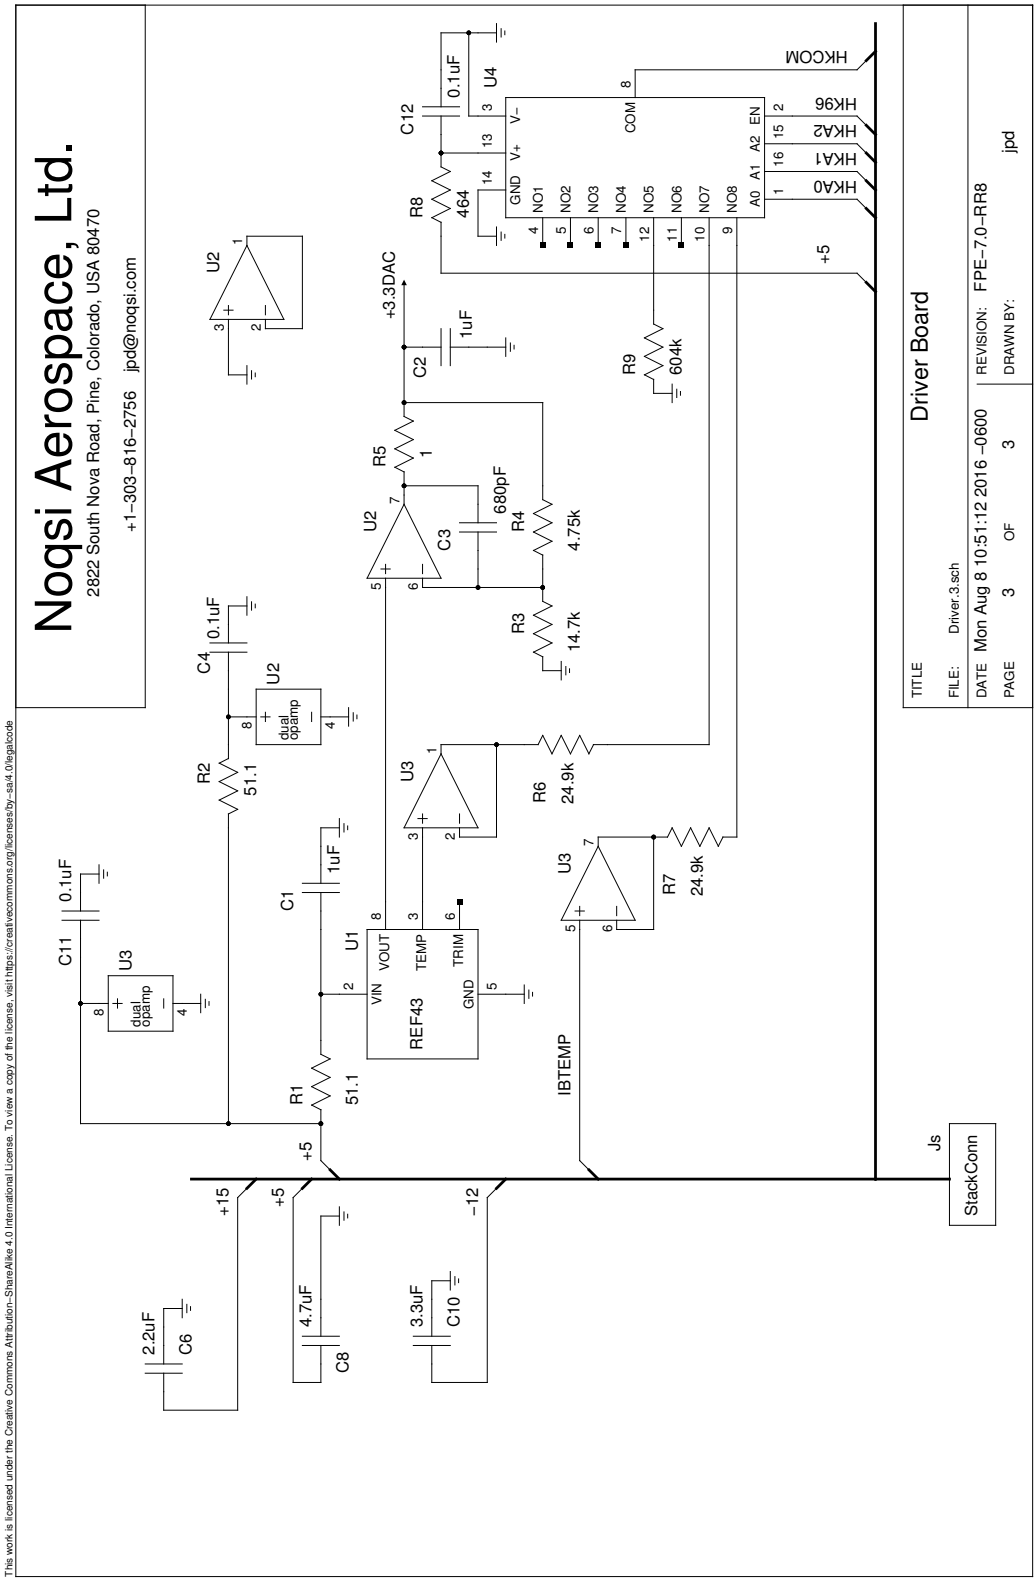 This work is licensed under the Creative Commons Attribution−ShareAlike 4.0 International License. To view a copy of the license, visit https://creativecommons.org/licenses/by−sa/4.0/legalcode
Noqsi Aerospace, Ltd.
2822 South Nova Road, Pine, Colorado, USA 80470
+1−303−816−2756 jpd@noqsi.com
C6
2.2uF
+15
C8
4.7uF
+5
C10
3.3uF
−12
C11
0.1uF
U3
8
+
dual
opamp
−
4
R2
51.1
C4
0.1uF
U2
8
+
dual
opamp
−
4
U2
3
+
2
−
1
+5
R1
51.1
C1
1uF
U1
2
VIN
REF43
VOUT
8
TEMP
3
TRIM
6
GND
5
U3
3
+
2
−
1
R6
24.9k
U2
5
+
6
−
7
R5
1
C3
680pF
R4
4.75k
R3
14.7k
C2
1uF
+3.3DAC
IBTEMP
U3
5
+
6
−
7
R7
24.9k
R9
604k
R8
464
C12
0.1uF
U4
14
GND
13
V+
3
V−
4
NO1
5
NO2
6
NO3
7
NO4
12
NO5
11
NO6
10
NO7
9
NO8
COM
8
A0
A1
A2
EN
1
16
15
2
+5
HKA0
HKA1
HKA2
HK96
HKCOM
Js
StackConn
TITLE
Driver Board
FILE: Driver.3.sch
REVISION: FPE−7.0−RR8
DATE Mon Aug 8 10:51:12 2016 −0600
PAGE 3 OF 3
DRAWN BY: jpd